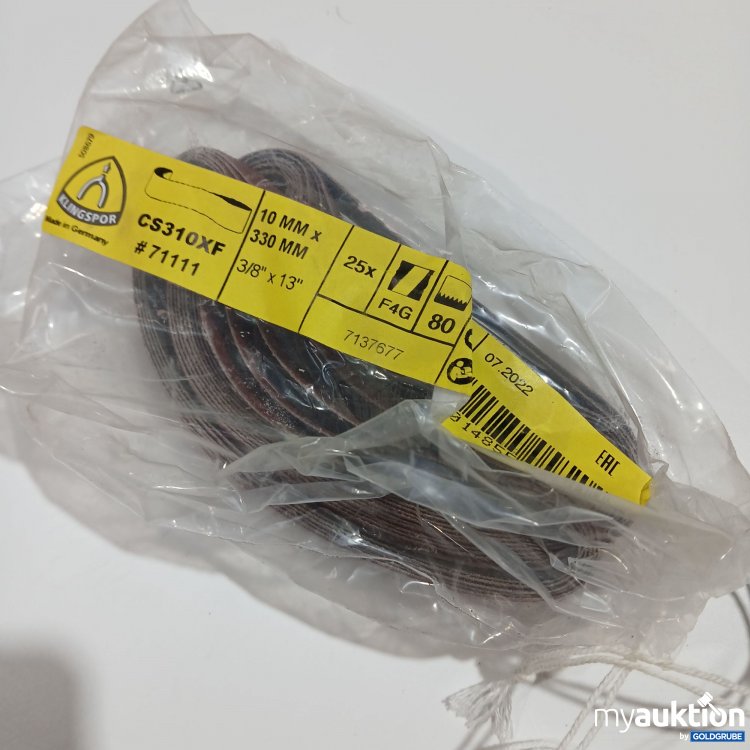 508679
KLINGSPOR
Made in Germany
CS310XF
#71111
10 MM x
330 MM
3/8" x 13"
25x
F4G
80
7137677
07.2022
EAC
myauktion
by GOLDGRUBE